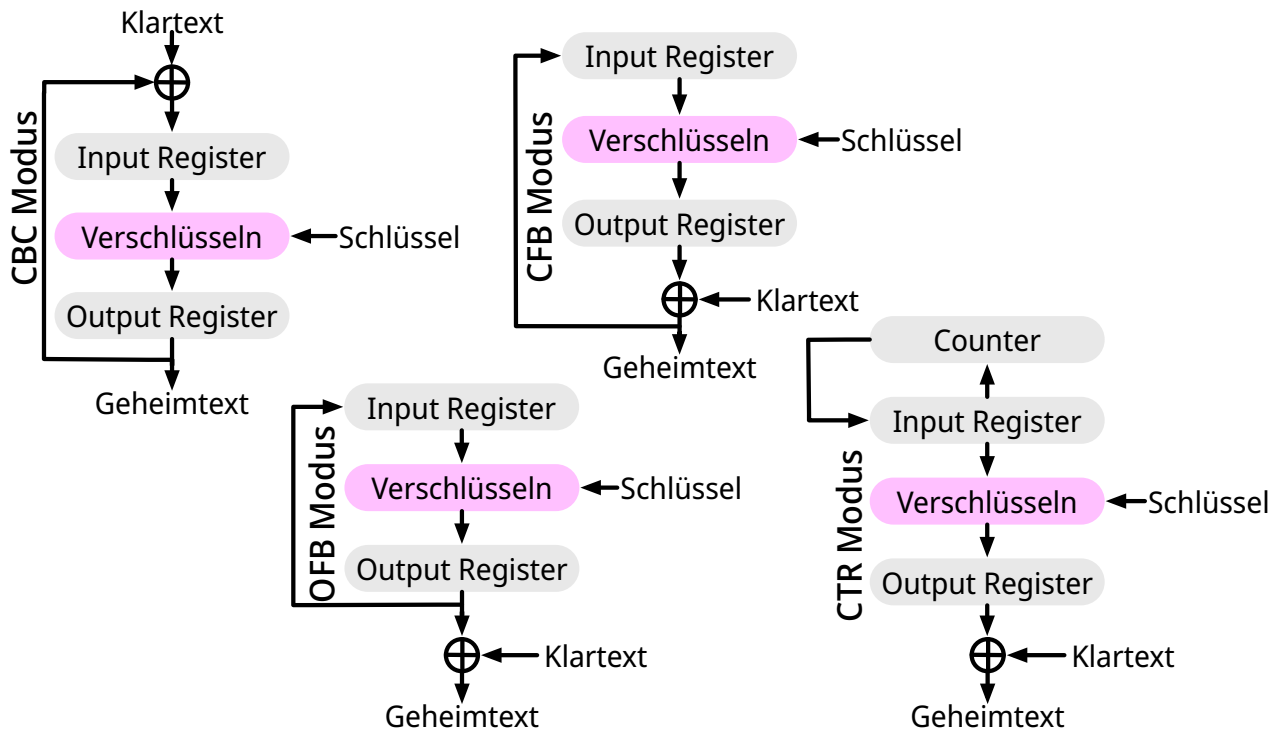 Klartext
CBC Modus
Input Register
Verschlüsseln
Schlüssel
Output Register
Geheimtext
CFB Modus
Input Register
Verschlüsseln
Schlüssel
Output Register
Klartext
Geheimtext
OFB Modus
Input Register
Verschlüsseln
Schlüssel
Output Register
Klartext
Geheimtext
CTR Modus
Counter
Input Register
Verschlüsseln
Schlüssel
Output Register
Klartext
Geheimtext